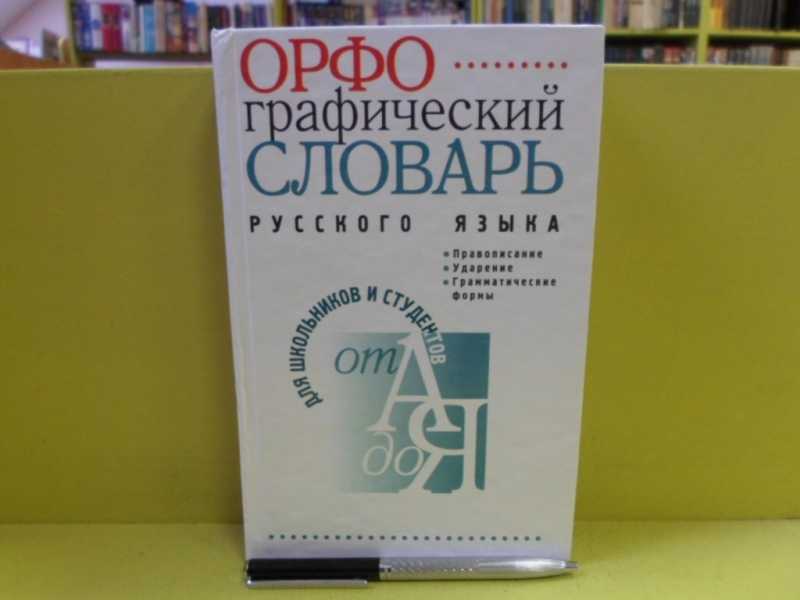 ОРФО
графический
СЛОВАРЬ
РУССКОГО ЯЗЫКА
Правописание
Ударение
Грамматические
формы
ДЛЯ ШКОЛЬНИКОВ И СТУДЕНТОВ
от А
до Я